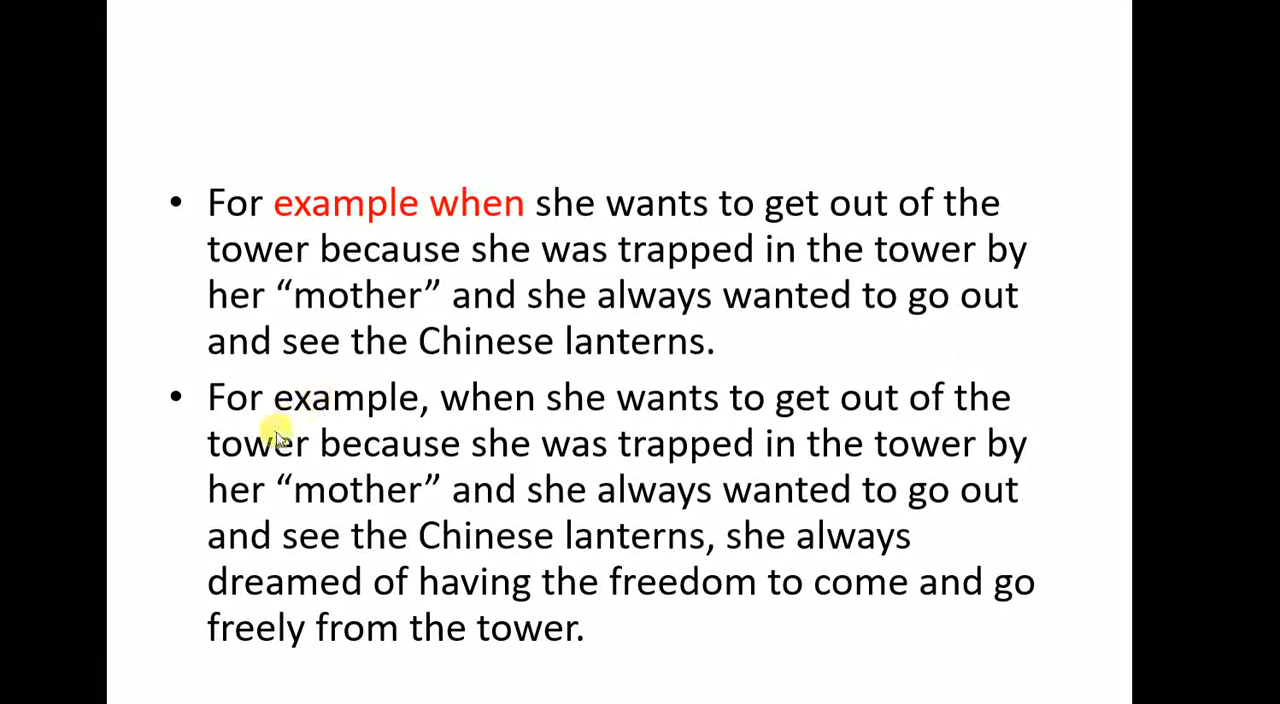 • For example when she wants to get out of the
tower because she was trapped in the tower by
her “mother” and she always wanted to go out
and see the Chinese lanterns.
• For example, when she wants to get out of the
tower because she was trapped in the tower by
her “mother” and she always wanted to go out
and see the Chinese lanterns, she always
dreamed of having the freedom to come and go
freely from the tower.